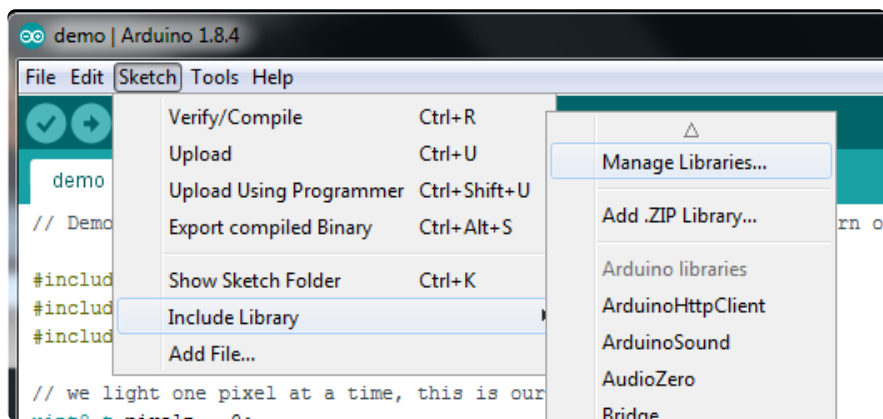 demo | Arduino 1.8.4
File Edit Sketch Tools Help
Verify/Compile Ctrl+R
Upload Ctrl+U
Upload Using Programmer Ctrl+Shift+U
Export compiled Binary Ctrl+Alt+S
Show Sketch Folder Ctrl+K
Include Library
Add File...
Manage Libraries...
Add .ZIP Library...
Arduino libraries
ArduinoHttpClient
ArduinoSound
AudioZero
Bridge
demo
// Demo
#includ
#includ
#includ
// we light one pixel at a time, this is our